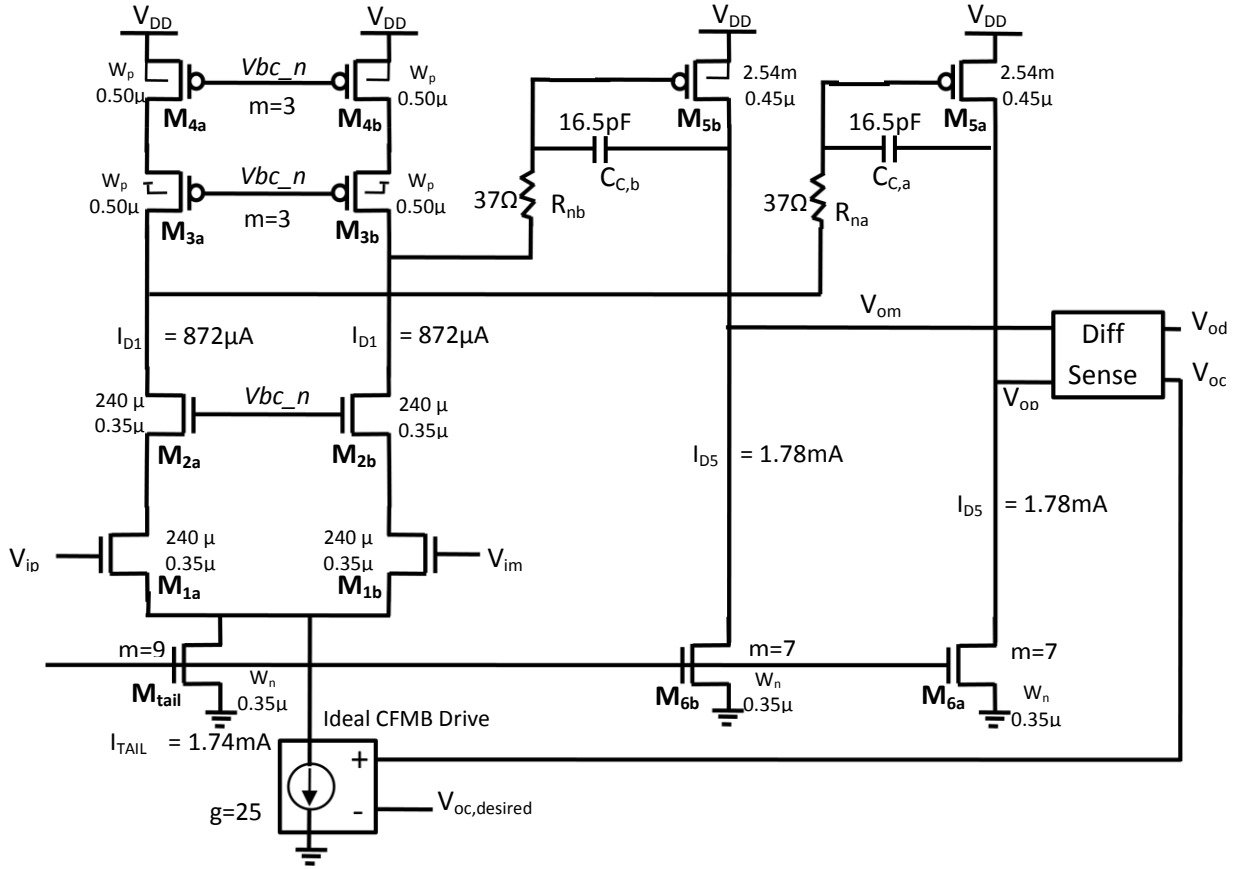 VDD VDD VDD VDD
Wp 0.50µ Vbc_n Wp 0.50µ
M4a m=3 M4b
2.54m 0.45µ
M5b
2.54m 0.45µ
M5a
16.5pF
CC,b
16.5pF
CC,a
Wp 0.50µ Vbc_n Wp 0.50µ
M3a m=3 M3b
37Ω Rnb
37Ω Rna
ID1 = 872µA
ID1 = 872µA
Vom
Diff Sense
Vod
Voc
Vop
240 µ 0.35µ
Vbc_n
240 µ 0.35µ
M2a M2b
ID5 = 1.78mA
ID5 = 1.78mA
Vip
240 µ 0.35µ
M1a
240 µ 0.35µ
M1b
Vim
m=9
Mtail
Wn 0.35µ
m=7
M6b
Wn 0.35µ
m=7
M6a
Wn 0.35µ
ITAIL = 1.74mA
Ideal CFMB Drive
+
-
g=25
Voc,desired